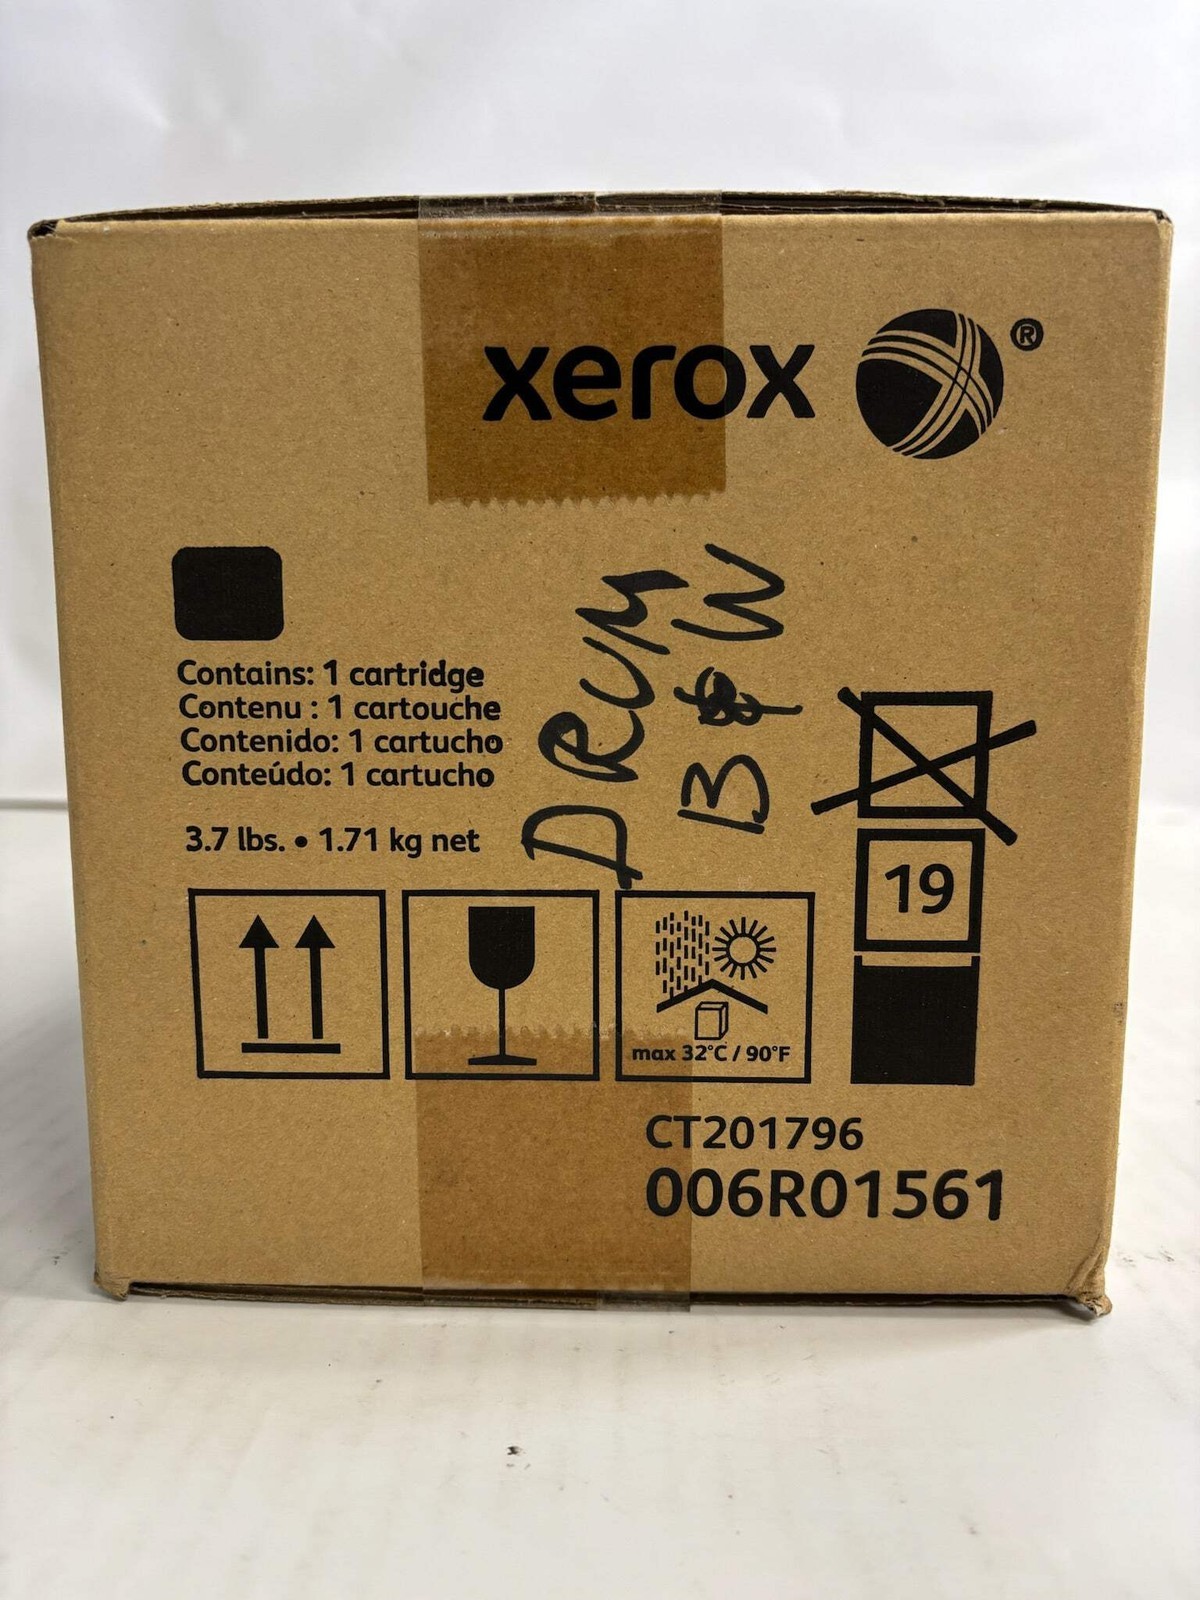 xerox ®
Contains: 1 cartridge
Contenu : 1 cartouche
Contenido: 1 cartucho
Conteúdo: 1 cartucho
3.7 lbs. • 1.71 kg net
DRUM
B&W
19
max 32°C / 90°F
CT201796
006R01561